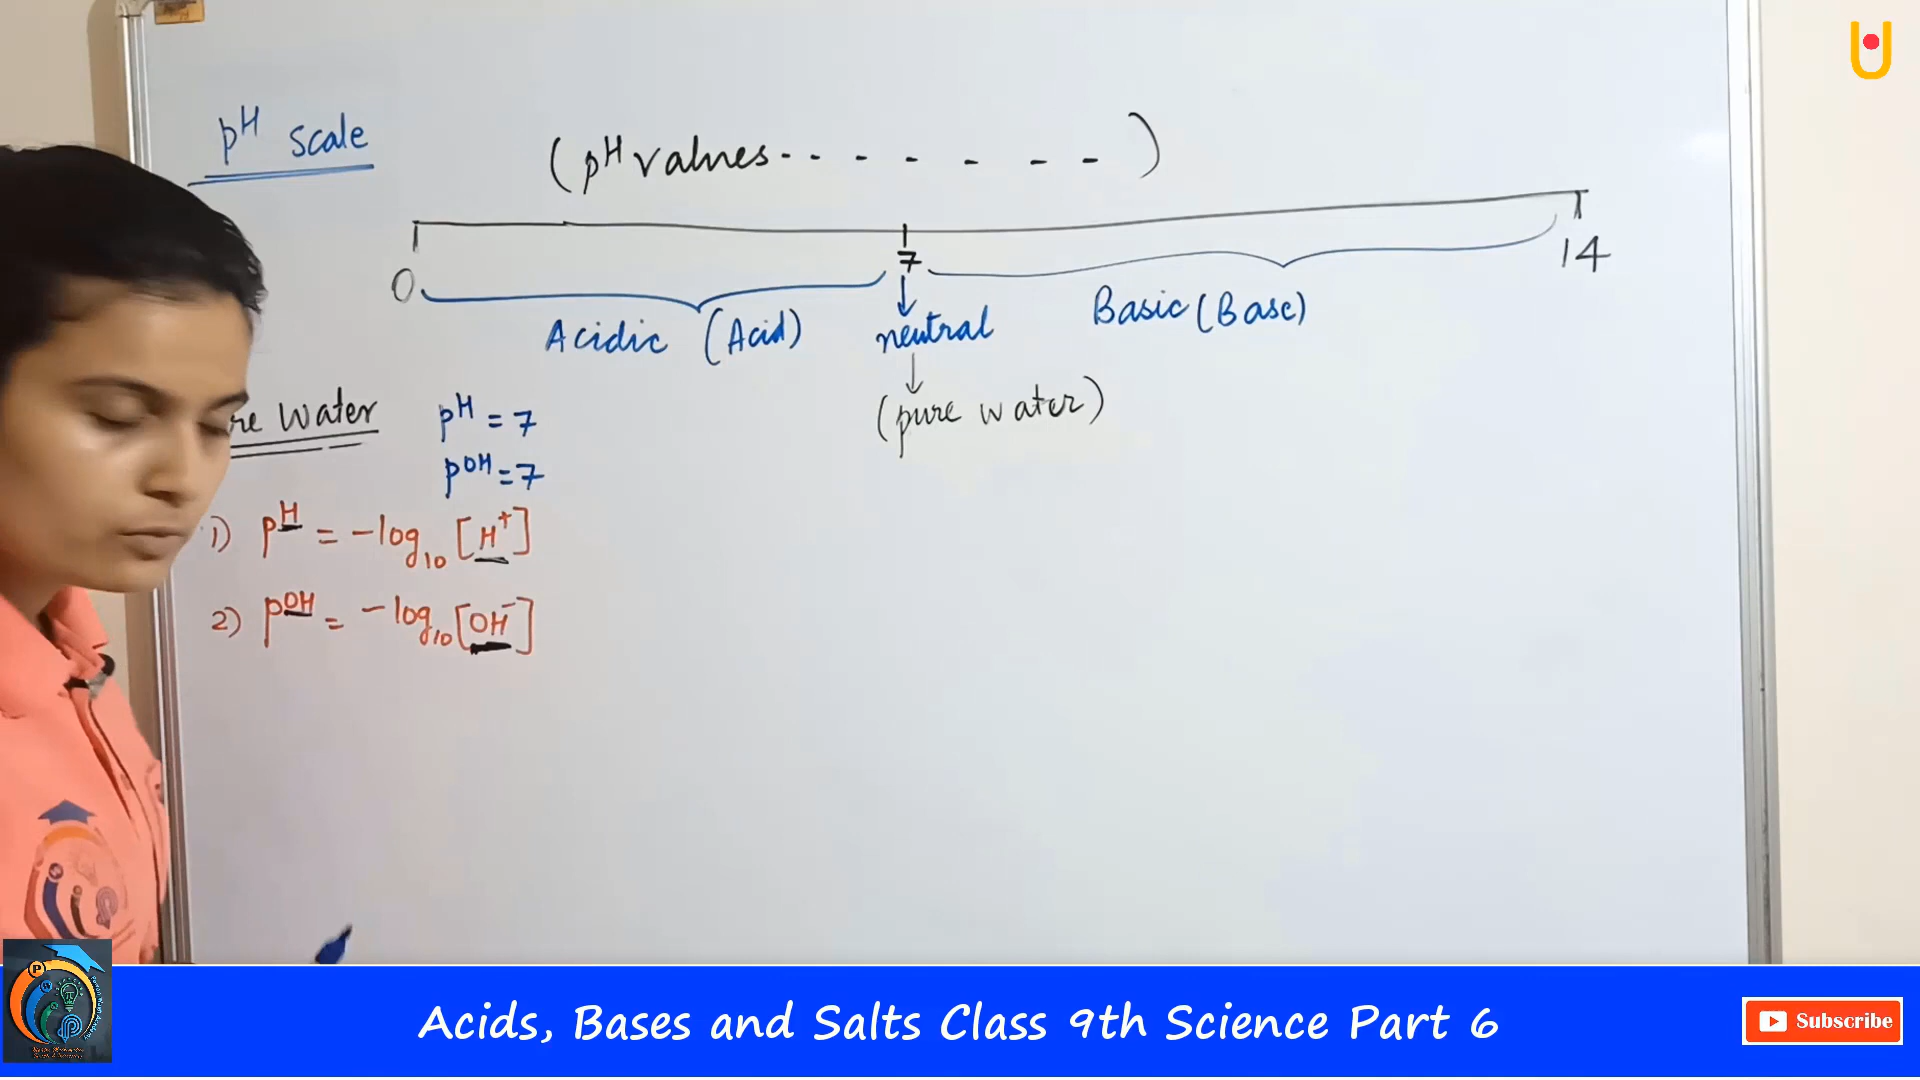 pH scale
(pH values - - - - - - - -)
0 7 14
Acidic (Acid) neutral Basic (Base)
(pure water)
re Water
pH = 7
pOH = 7
1) pH = -log10 [H+]
2) pOH = -log10 [OH-]
Acids, Bases and Salts Class 9th Science Part 6
Subscribe